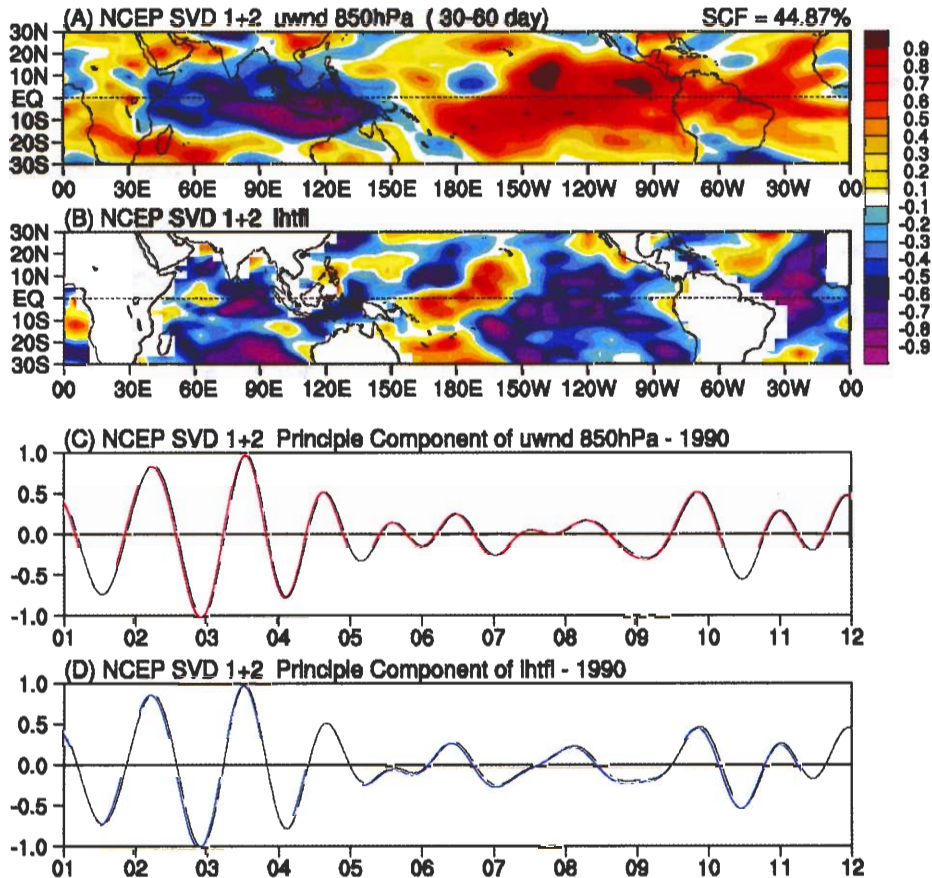 (A) NCEP SVD 1+2 uwnd 850hPa ( 30-60 day) SCF = 44.87%
30N
20N
10N
EQ
10S
20S
30S
00 30E 60E 90E 120E 150E 180E 150W 120W 90W 60W 30W 00
(B) NCEP SVD 1+2 lhtfl
30N
20N
10N
EQ
10S
20S
30S
00 30E 60E 90E 120E 150E 180E 150W 120W 90W 60W 30W 00
0.9
0.8
0.7
0.6
0.5
0.4
0.3
0.2
0.1
-0.1
-0.2
-0.3
-0.4
-0.5
-0.6
-0.7
-0.8
-0.9
(C) NCEP SVD 1+2 Principle Component of uwnd 850hPa - 1990
1.0
0.5
0.0
-0.5
-1.0
01 02 03 04 05 06 07 08 09 10 11 12
(D) NCEP SVD 1+2 Principle Component of lhtfl - 1990
1.0
0.5
0.0
-0.5
-1.0
01 02 03 04 05 06 07 08 09 10 11 12